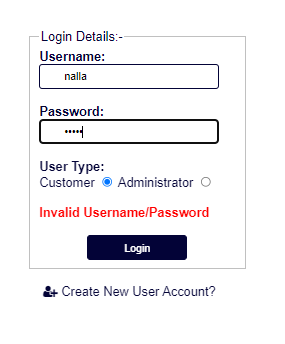 Login Details:-
Username:
nalla
Password:
•••••
User Type:
Customer Administrator
Invalid Username/Password
Login
Create New User Account?